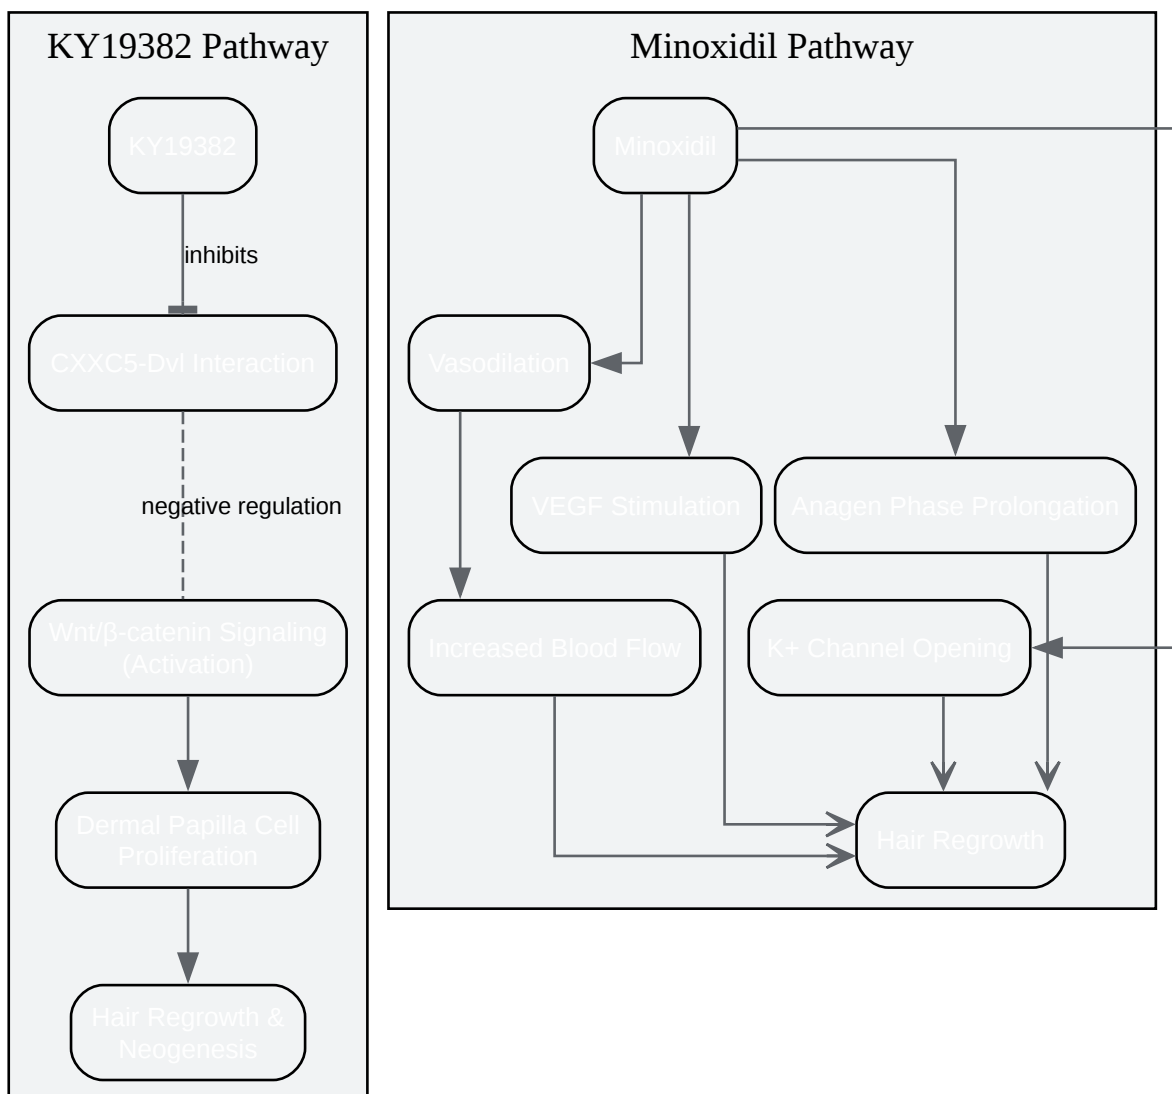 KY19382 Pathway
KY19382
inhibits
CXXC5-Dvl Interaction
negative regulation
Wnt/β-catenin Signaling
(Activation)
Dermal Papilla Cell
Proliferation
Hair Regrowth &
Neogenesis
Minoxidil Pathway
Minoxidil
Vasodilation
VEGF Stimulation
Anagen Phase Prolongation
Increased Blood Flow
K+ Channel Opening
Hair Regrowth